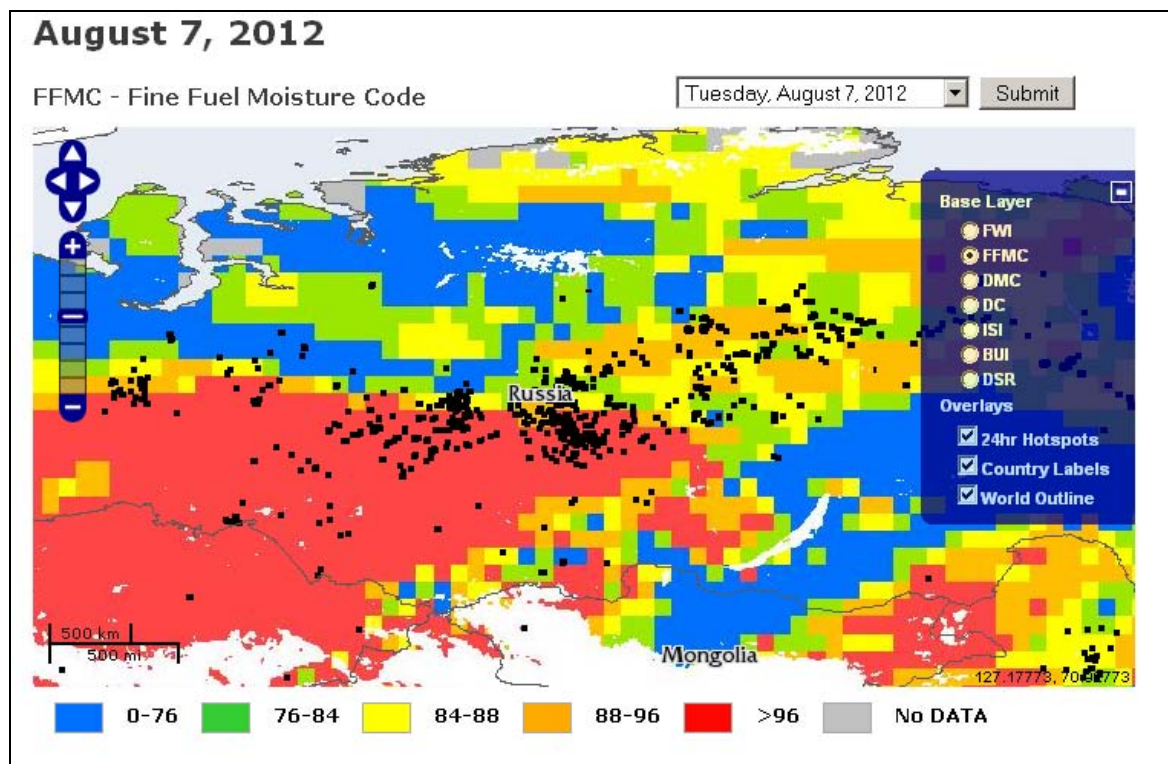 August 7, 2012
FFMC - Fine Fuel Moisture Code
Tuesday, August 7, 2012 Submit
Base Layer
FWI
FFMC
DMC
DC
ISI
BUI
DSR
Overlays
24hr Hotspots
Country Labels
World Outline
Russia
Mongolia
500 km
500 mi
0-76 76-84 84-88 88-96 >96 No DATA